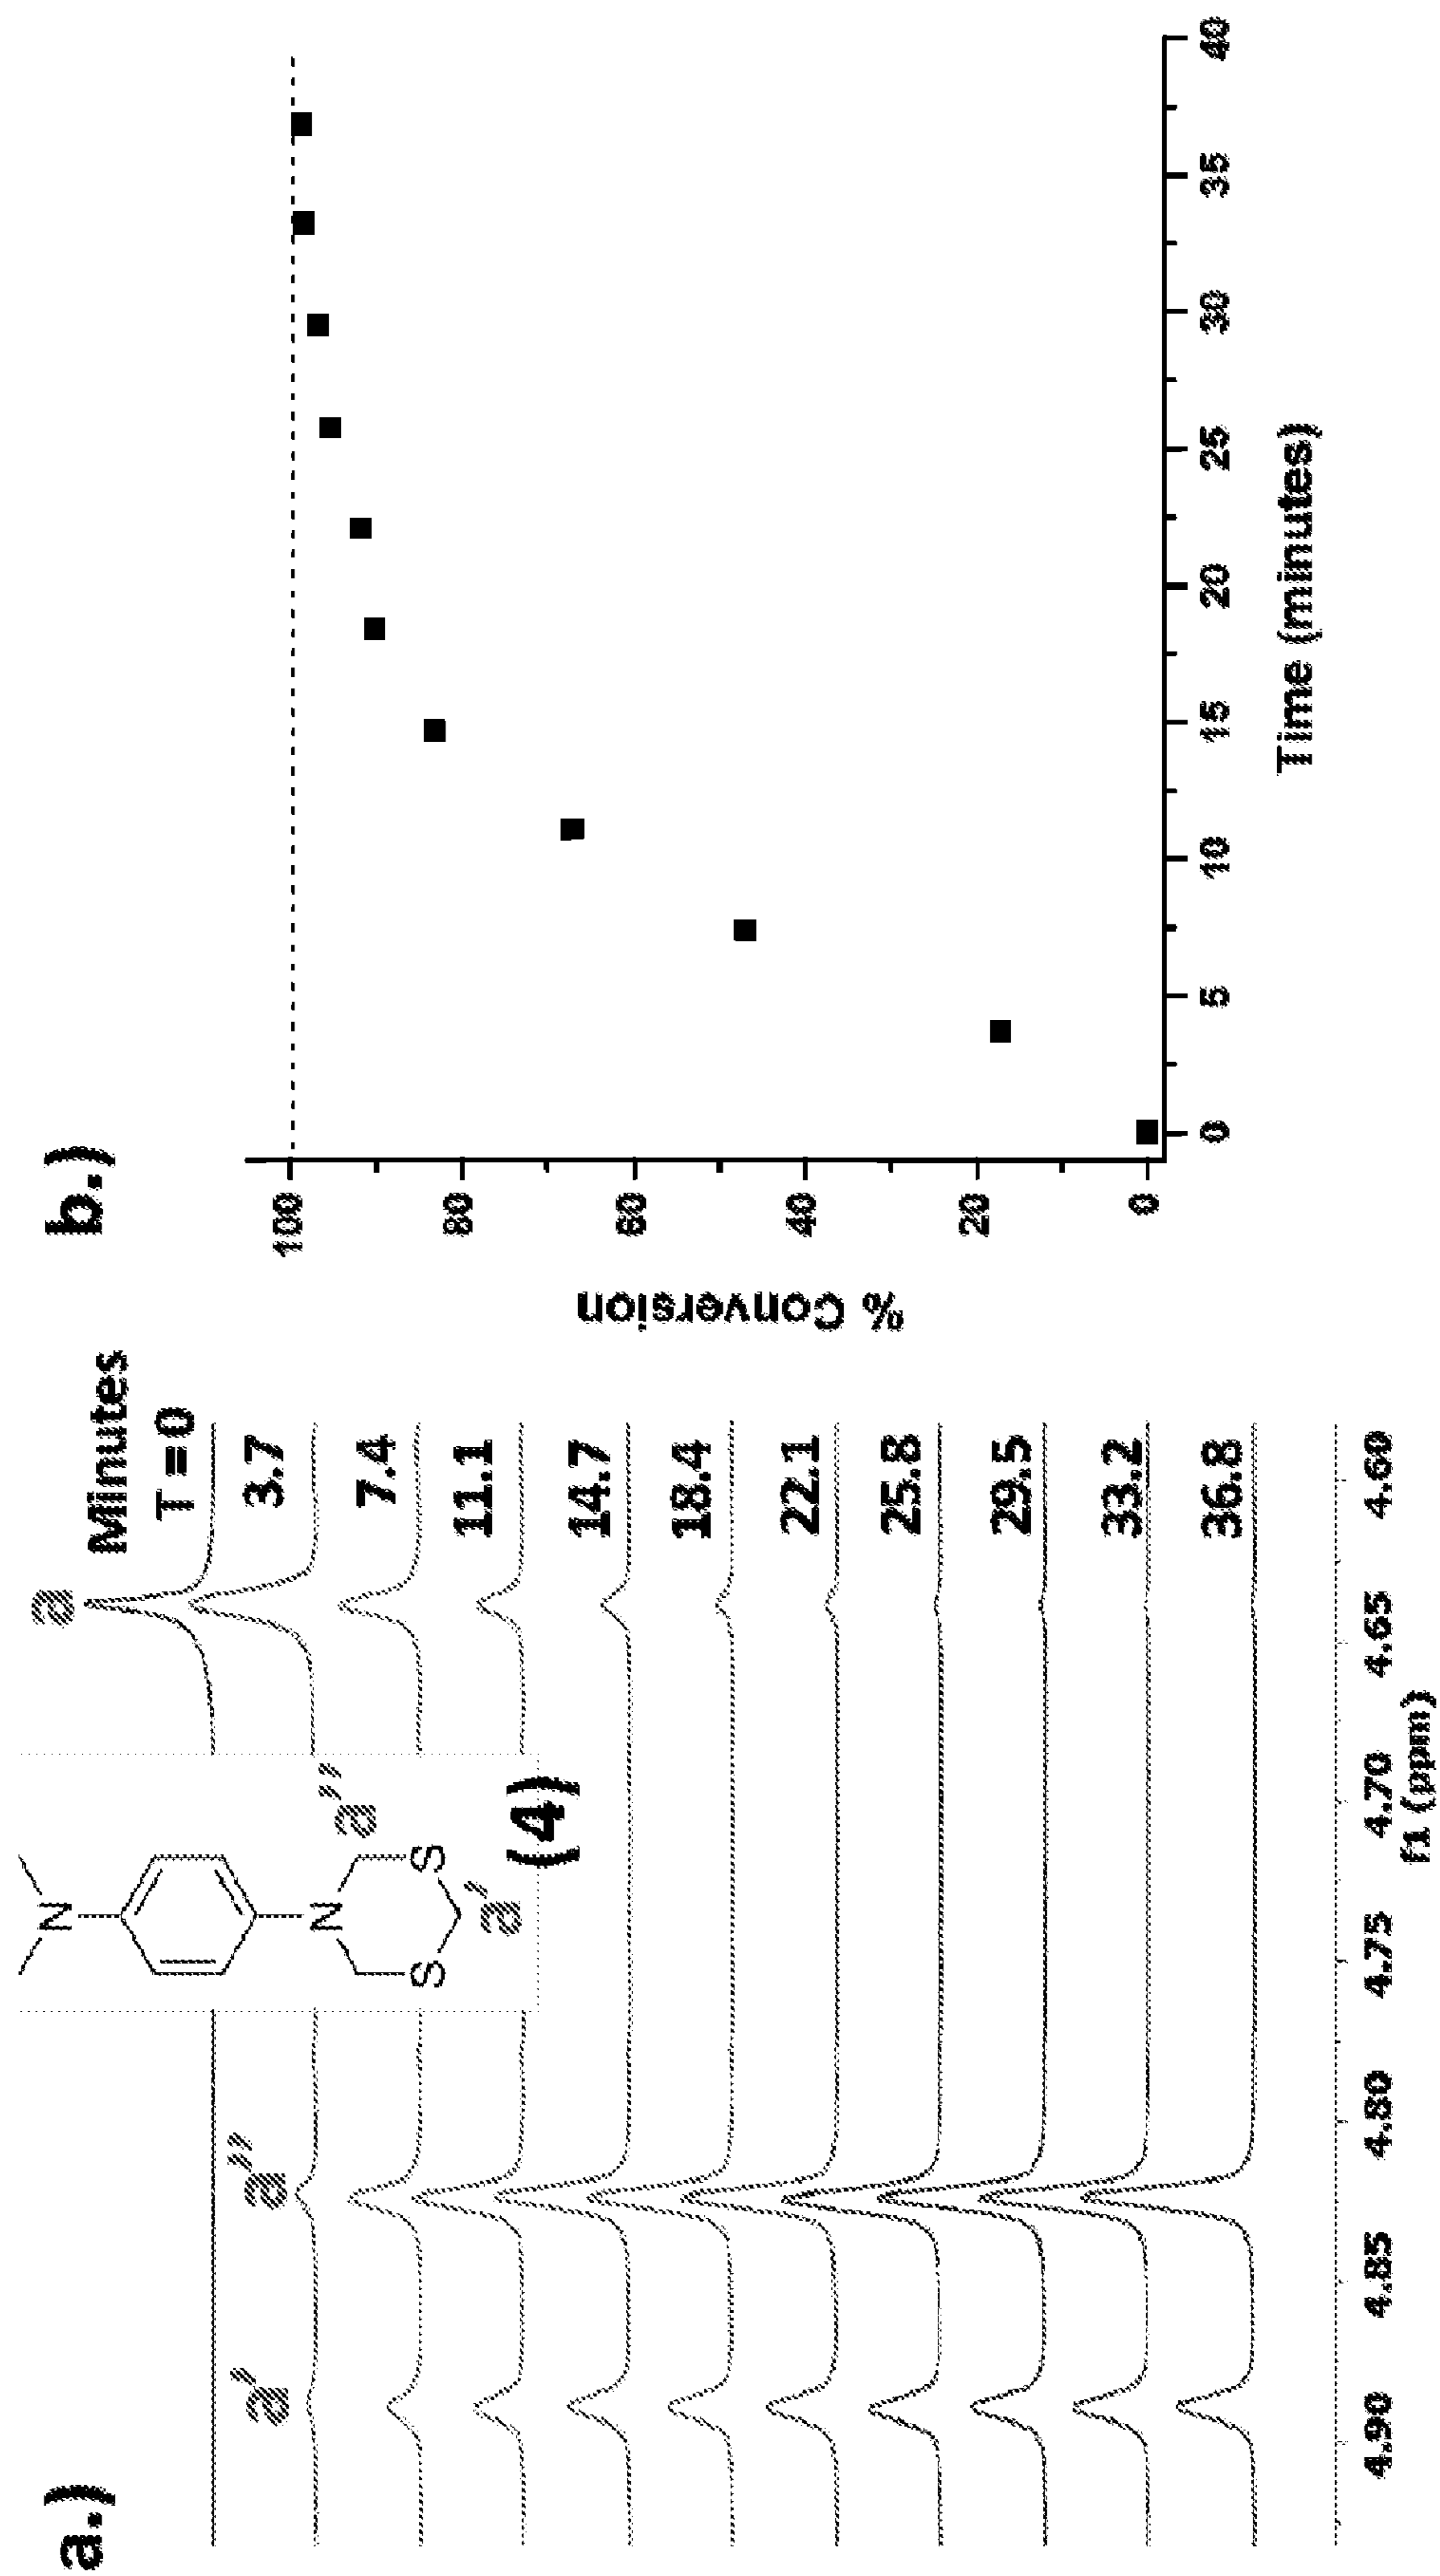 a.)
Minutes
a
T =0
a' a''
3.7
7.4
11.1
14.7
18.4
22.1
25.8
29.5
33.2
36.8
N
N
a''
S S
a'
(4)
4.90 4.85 4.80 4.75 4.70 4.65 4.60
f1 (ppm)
b.)
% Conversion
100
80
60
40
20
0
0 5 10 15 20 25 30 35 40
Time (minutes)